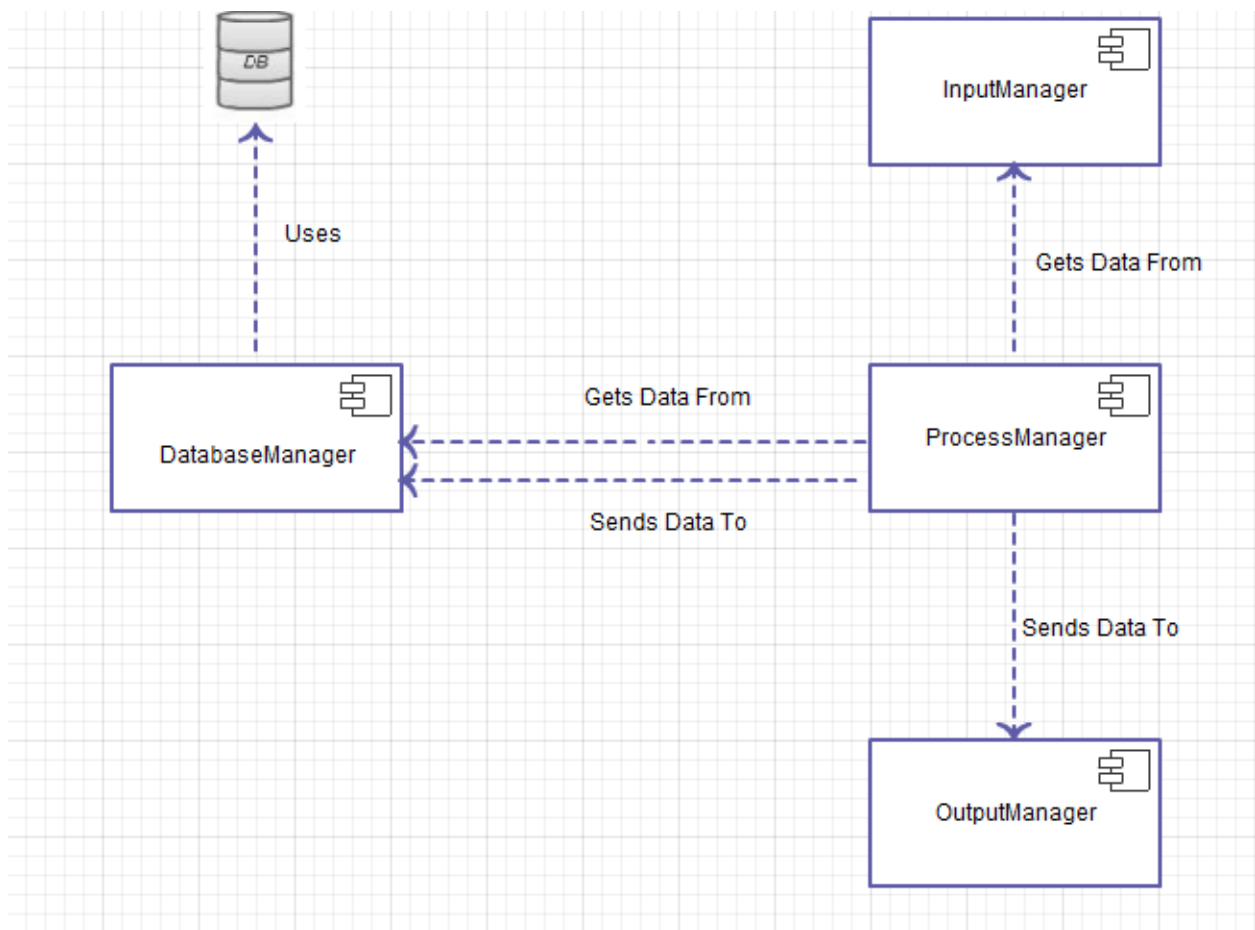 DB
InputManager
Uses
Gets Data From
Gets Data From
DatabaseManager
ProcessManager
Sends Data To
Sends Data To
OutputManager